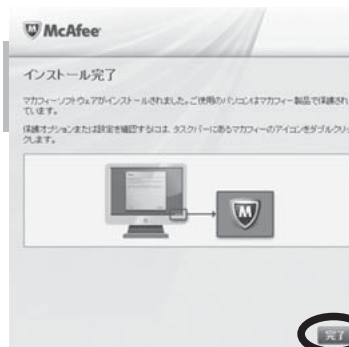 McAfee
インストール完了
マカフィーソフトウェアがインストールされました。ご使用のパソコンはマカフィー製品で保護され
ています。
保護オプションまたは設定を確認するには、タスクバーにあるマカフィーのアイコンをダブルクリッ
クします。
完了